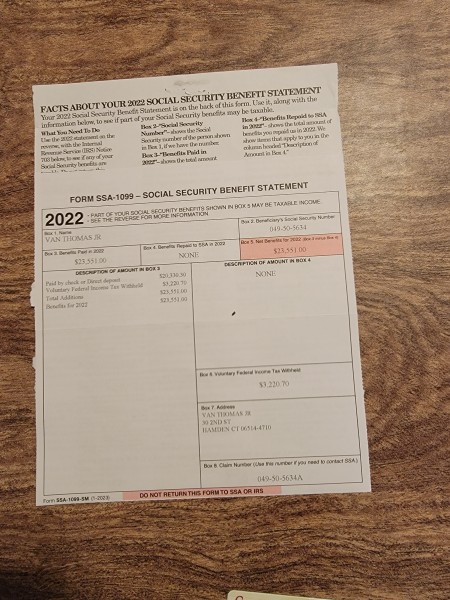 FACTS ABOUT YOUR 2022 SOCIAL SECURITY BENEFIT STATEMENT
Your 2022 Social Security Benefit Statement is on the back of this form. Use it, along with the
information below, to see if part of your Social Security benefits may be taxable.
What You Need To Do
Use the 2022 statement on the
reverse, with the Internal
Revenue Service (IRS) Notice
703 below, to see if any of your
Social Security benefits are
Box 2-"Social Security
Number"- shows the Social
Security number of the person shown
in Box 1, if we have the number.
Box 3-"Benefits Paid in
2022"- shows the total amount
Box 4-"Benefits Repaid to SSA
in 2022"- shows the total amount of
benefits you repaid us in 2022. We
show items that apply to you in the
column headed "Description of
Amount in Box 4."
FORM SSA-1099 – SOCIAL SECURITY BENEFIT STATEMENT
2022 • PART OF YOUR SOCIAL SECURITY BENEFITS SHOWN IN BOX 5 MAY BE TAXABLE INCOME.
• SEE THE REVERSE FOR MORE INFORMATION.
Box 1. Name
VAN THOMAS JR
Box 2. Beneficiary's Social Security Number
049-50-5634
Box 3. Benefits Paid in 2022
$23,551.00
Box 4. Benefits Repaid to SSA in 2022
NONE
Box 5. Net Benefits for 2022 (Box 3 minus Box 4)
$23,551.00
DESCRIPTION OF AMOUNT IN BOX 3
Paid by check or Direct deposit $20,330.30
Voluntary Federal Income Tax Withheld $3,220.70
Total Additions $23,551.00
Benefits for 2022 $23,551.00
DESCRIPTION OF AMOUNT IN BOX 4
NONE
Box 6. Voluntary Federal Income Tax Withheld
$3,220.70
Box 7. Address
VAN THOMAS JR
30 2ND ST
HAMDEN CT 06514-4710
Box 8. Claim Number (Use this number if you need to contact SSA.)
049-50-5634A
Form SSA-1099-SM (1-2023)
DO NOT RETURN THIS FORM TO SSA OR IRS